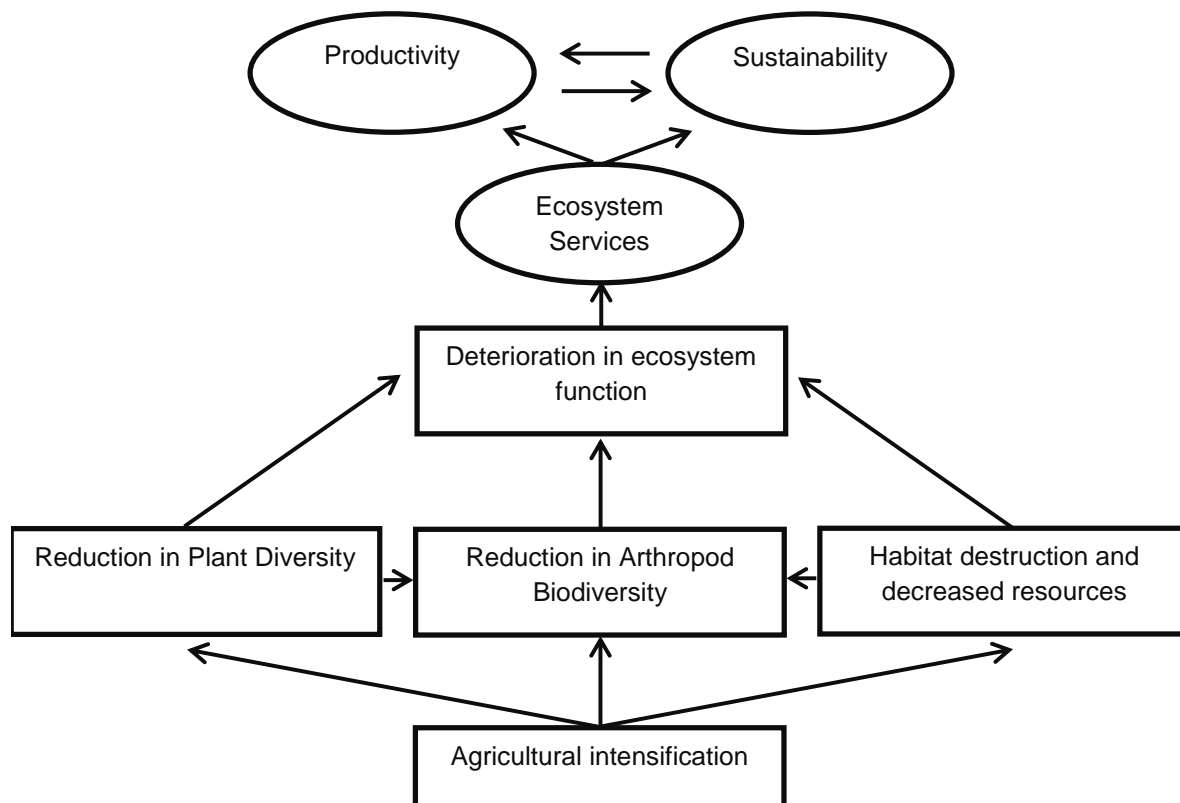 Productivity
Sustainability
Ecosystem
Services
Deterioration in ecosystem
function
Reduction in Plant Diversity
Reduction in Arthropod
Biodiversity
Habitat destruction and
decreased resources
Agricultural intensification